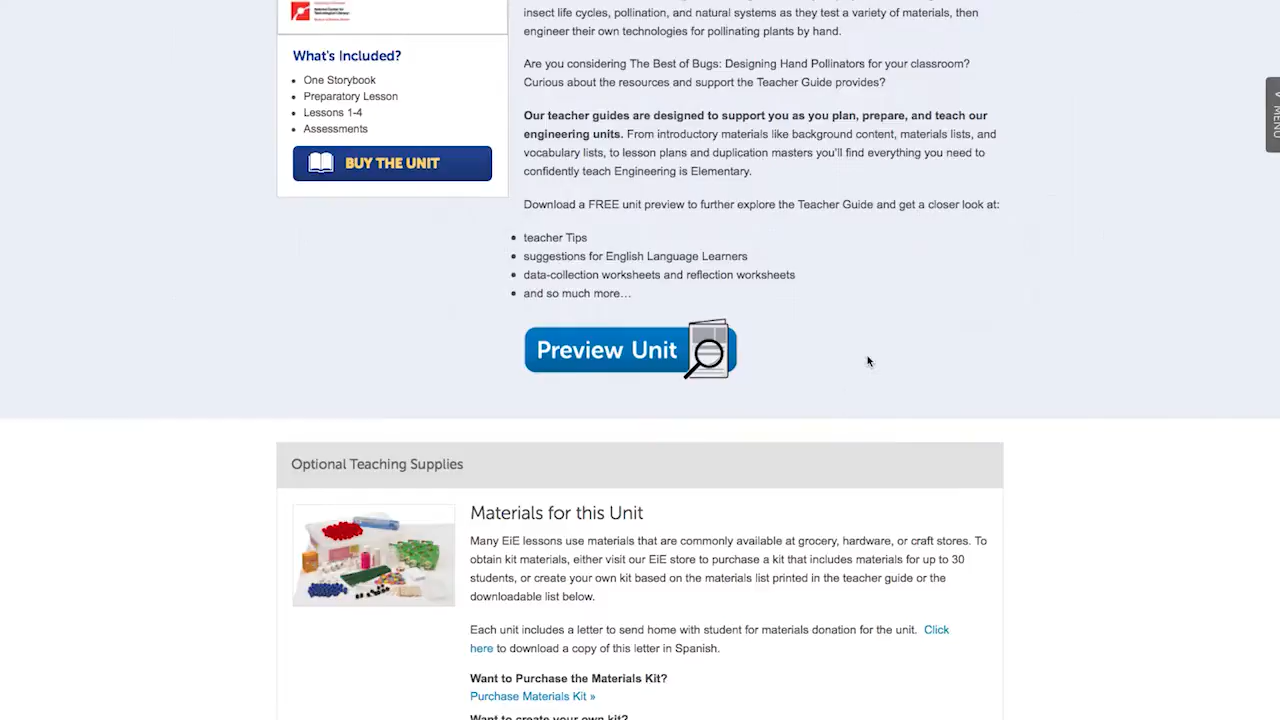 What's Included?
One Storybook
Preparatory Lesson
Lessons 1-4
Assessments
BUY THE UNIT
insect life cycles, pollination, and natural systems as they test a variety of materials, then
engineer their own technologies for pollinating plants by hand.
Are you considering The Best of Bugs: Designing Hand Pollinators for your classroom?
Curious about the resources and support the Teacher Guide provides?
Our teacher guides are designed to support you as you plan, prepare, and teach our
engineering units. From introductory materials like background content, materials lists, and
vocabulary lists, to lesson plans and duplication masters you'll find everything you need to
confidently teach Engineering is Elementary.
Download a FREE unit preview to further explore the Teacher Guide and get a closer look at:
teacher Tips
suggestions for English Language Learners
data-collection worksheets and reflection worksheets
and so much more…
Preview Unit
MENU
Optional Teaching Supplies
Materials for this Unit
Many EiE lessons use materials that are commonly available at grocery, hardware, or craft stores. To
obtain kit materials, either visit our EiE store to purchase a kit that includes materials for up to 30
students, or create your own kit based on the materials list printed in the teacher guide or the
downloadable list below.
Each unit includes a letter to send home with student for materials donation for the unit. Click
here to download a copy of this letter in Spanish.
Want to Purchase the Materials Kit?
Purchase Materials Kit »
Want to create your own kit?